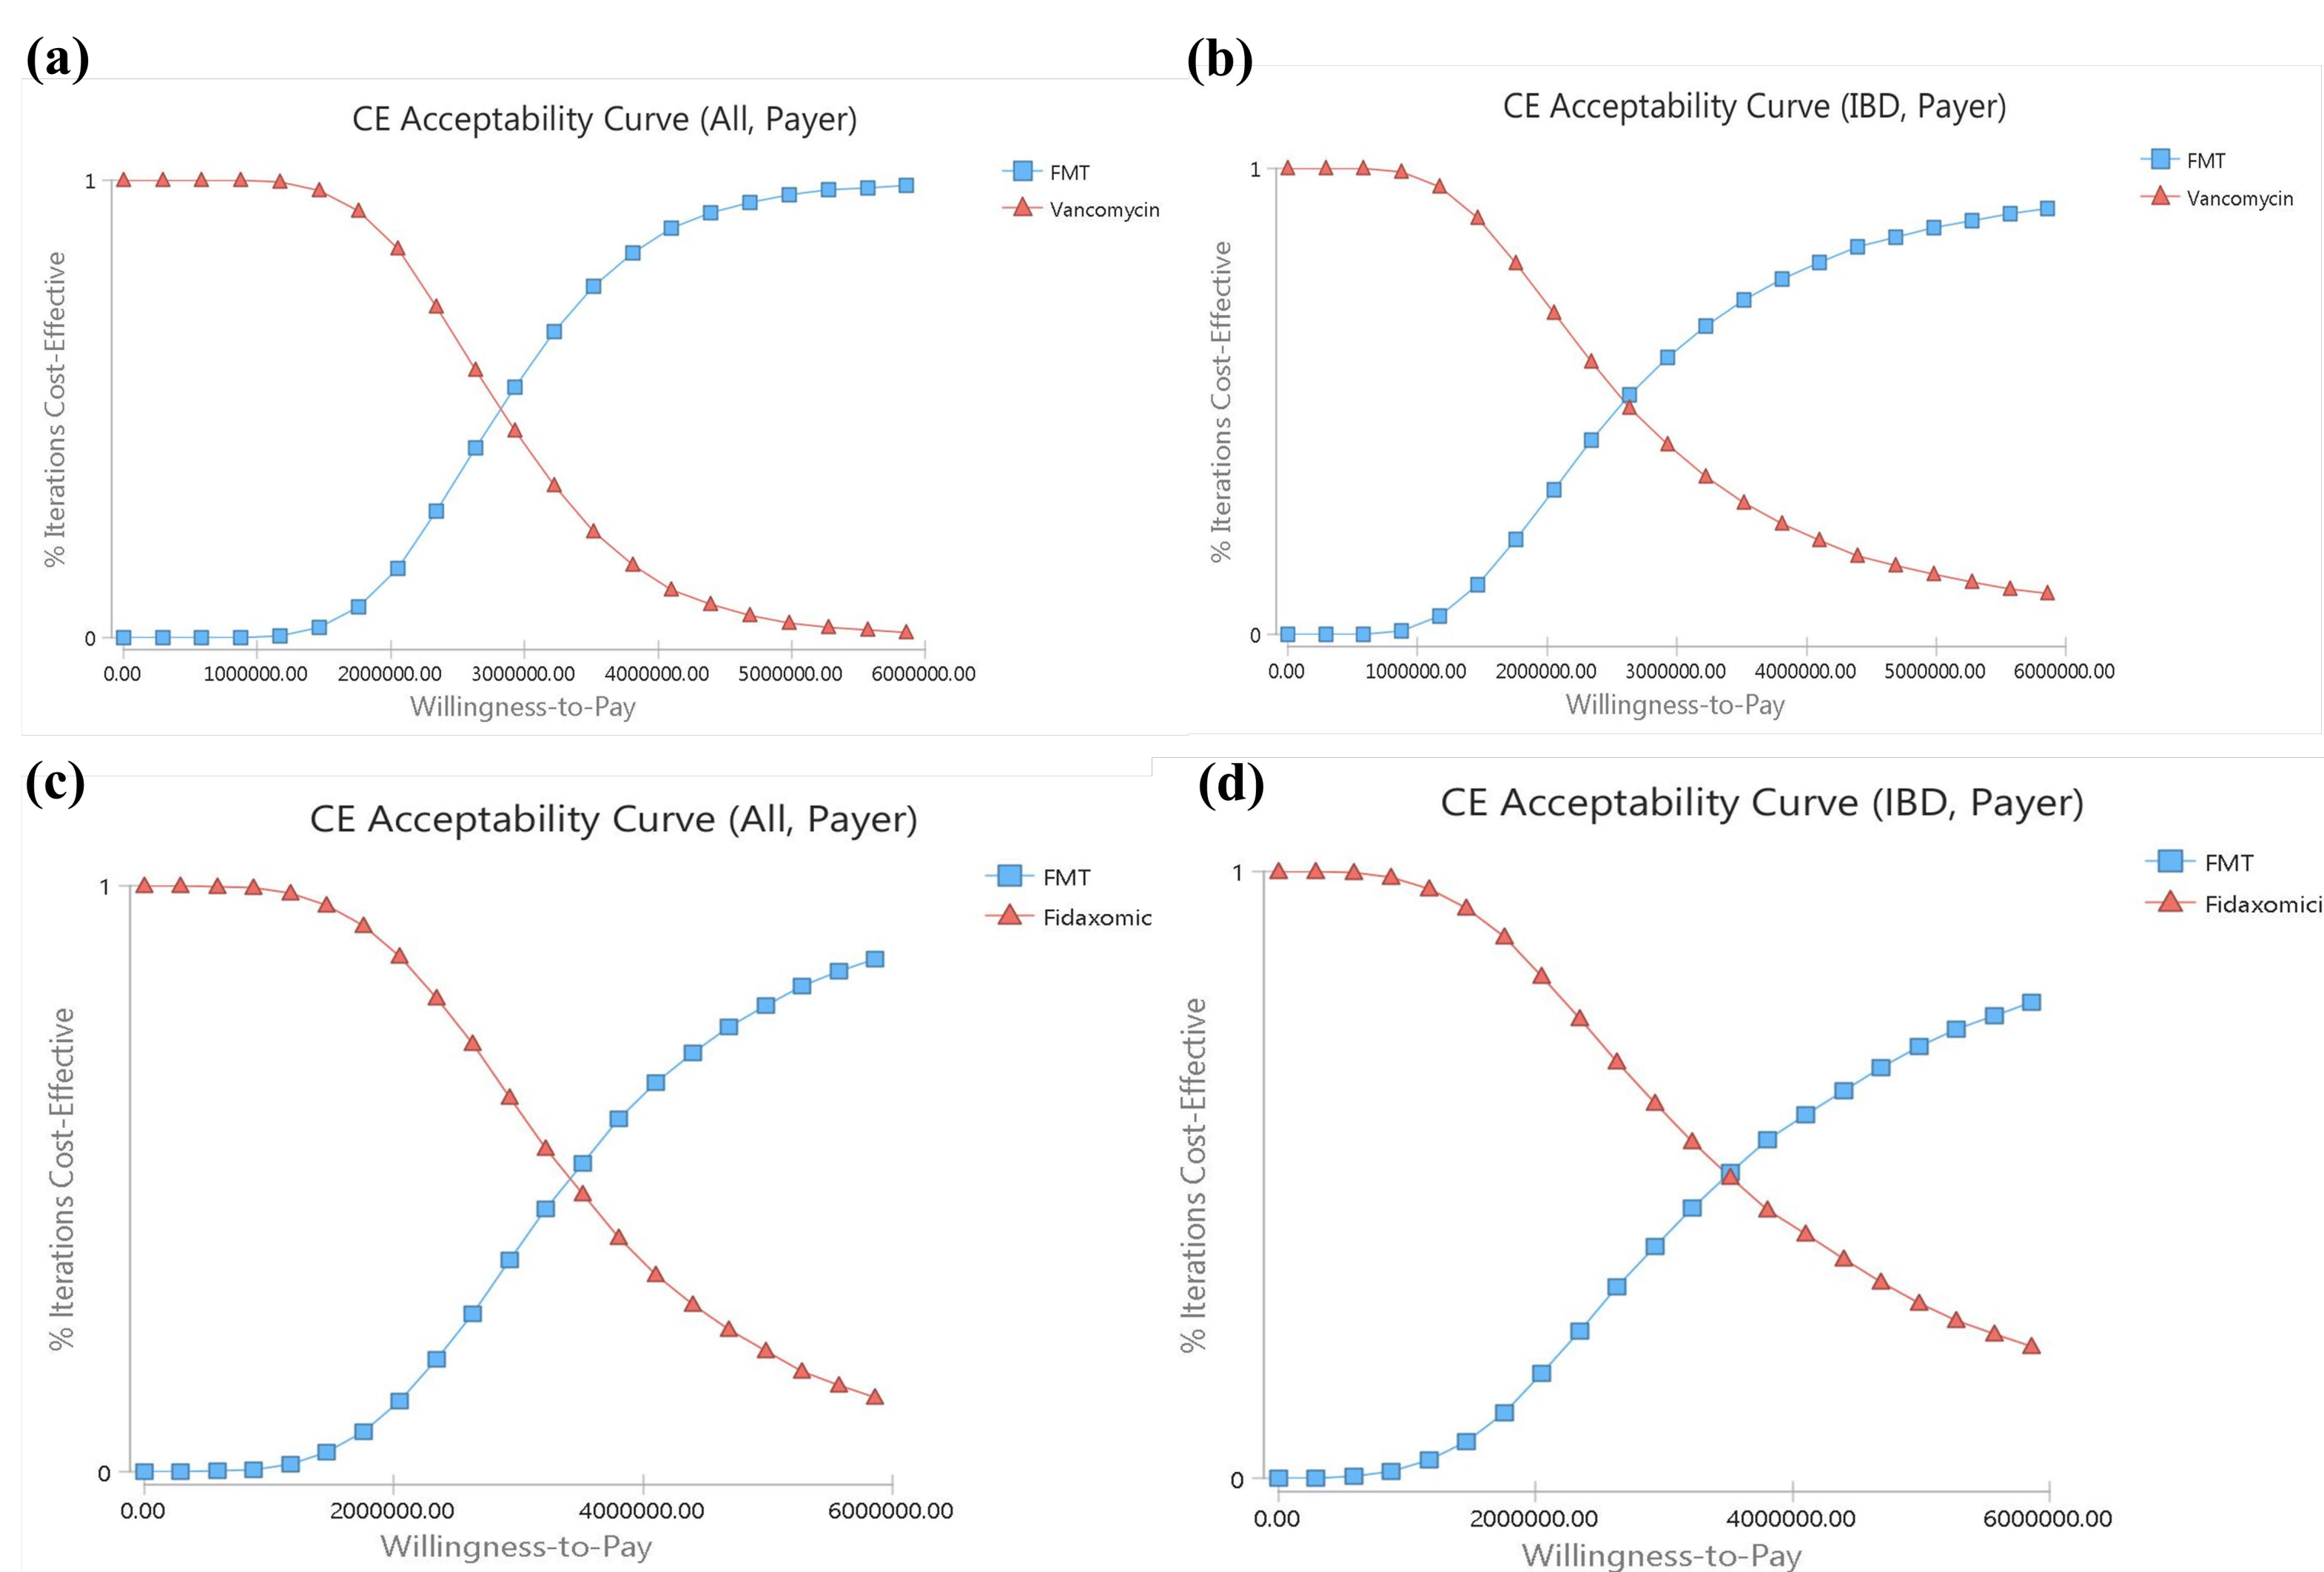 (a)
CE Acceptability Curve (All, Payer)
FMT
Vancomycin
% Iterations Cost-Effective
1
0
0.00 1000000.00 2000000.00 3000000.00 4000000.00 5000000.00 6000000.00
Willingness-to-Pay
(b)
CE Acceptability Curve (IBD, Payer)
FMT
Vancomycin
% Iterations Cost-Effective
1
0
0.00 1000000.00 2000000.00 3000000.00 4000000.00 5000000.00 6000000.00
Willingness-to-Pay
(c)
CE Acceptability Curve (All, Payer)
FMT
Fidaxomic
% Iterations Cost-Effective
1
0
0.00 2000000.00 4000000.00 6000000.00
Willingness-to-Pay
(d)
CE Acceptability Curve (IBD, Payer)
FMT
Fidaxomici
% Iterations Cost-Effective
1
0
0.00 2000000.00 4000000.00 6000000.00
Willingness-to-Pay